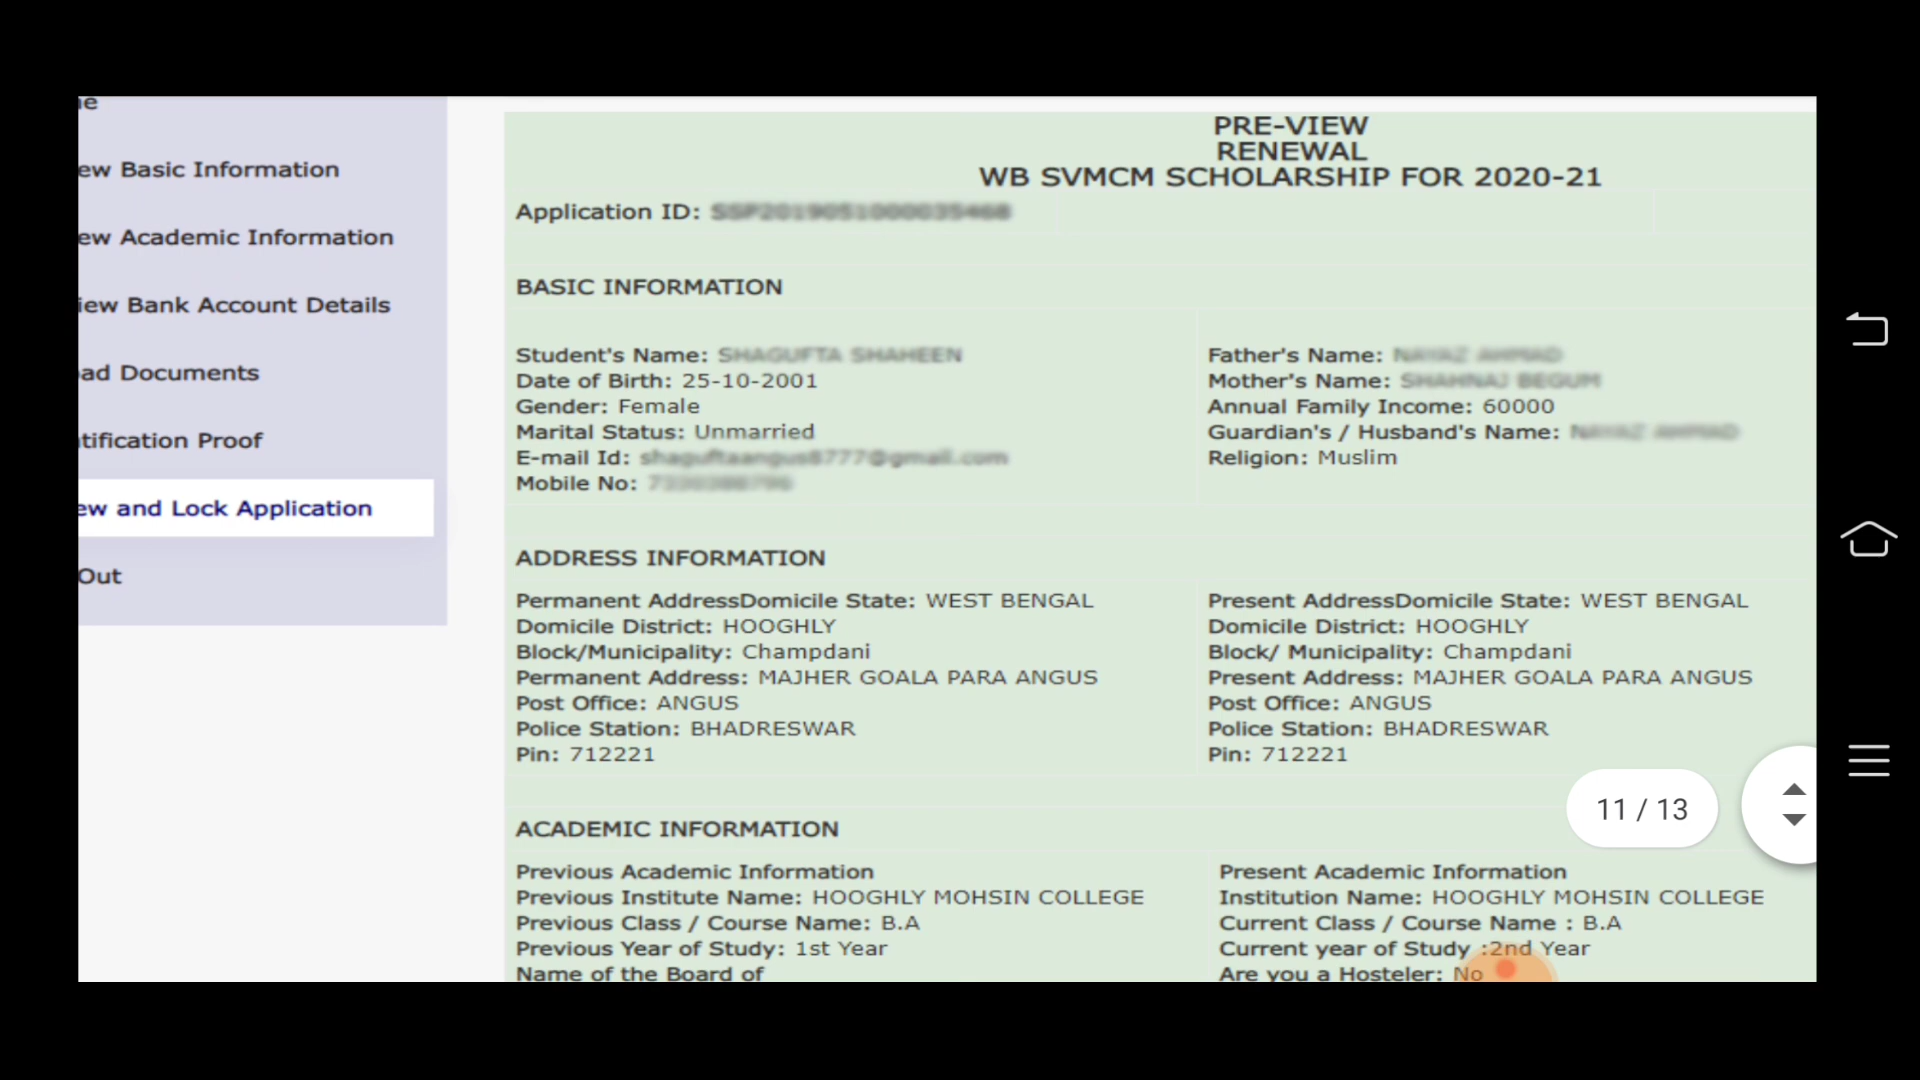 ne
ew Basic Information
ew Academic Information
iew Bank Account Details
ad Documents
tification Proof
ew and Lock Application
Out
PRE-VIEW
RENEWAL
WB SVMCM SCHOLARSHIP FOR 2020-21
Application ID:
BASIC INFORMATION
Student's Name:
Date of Birth: 25-10-2001
Gender: Female
Marital Status: Unmarried
E-mail Id:
Mobile No:
Father's Name:
Mother's Name:
Annual Family Income: 60000
Guardian's / Husband's Name:
Religion: Muslim
ADDRESS INFORMATION
Permanent AddressDomicile State: WEST BENGAL
Domicile District: HOOGHLY
Block/Municipality: Champdani
Permanent Address: MAJHER GOALA PARA ANGUS
Post Office: ANGUS
Police Station: BHADRESWAR
Pin: 712221
Present AddressDomicile State: WEST BENGAL
Domicile District: HOOGHLY
Block/ Municipality: Champdani
Present Address: MAJHER GOALA PARA ANGUS
Post Office: ANGUS
Police Station: BHADRESWAR
Pin: 712221
11 / 13
ACADEMIC INFORMATION
Previous Academic Information
Previous Institute Name: HOOGHLY MOHSIN COLLEGE
Previous Class / Course Name: B.A
Previous Year of Study: 1st Year
Name of the Board of
Present Academic Information
Institution Name: HOOGHLY MOHSIN COLLEGE
Current Class / Course Name : B.A
Current year of Study :2nd Year
Are you a Hosteler: No